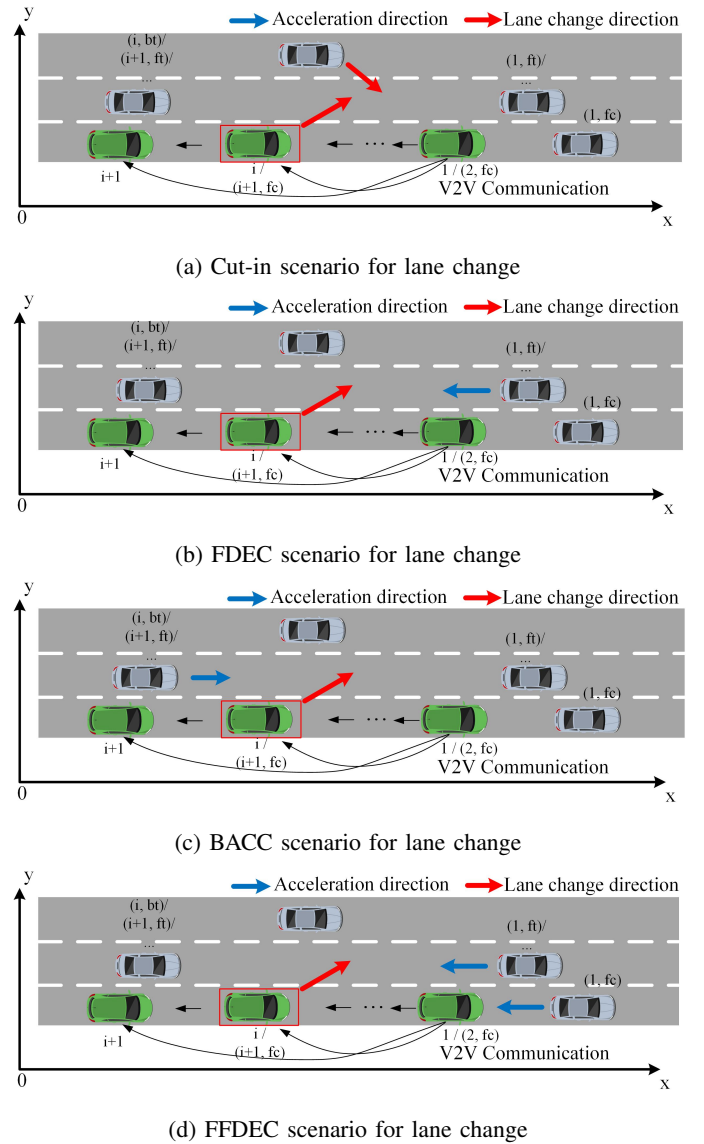 y
Acceleration direction
Lane change direction
(i, bt)/
(i+1, ft)/
...
(1, ft)/
...
(1, fc)
...
i+1
i /
(i+1, fc)
1 / (2, fc)
V2V Communication
0
x
(a) Cut-in scenario for lane change
y
Acceleration direction
Lane change direction
(i, bt)/
(i+1, ft)/
...
(1, ft)/
...
(1, fc)
...
i+1
i /
(i+1, fc)
1 / (2, fc)
V2V Communication
0
x
(b) FDEC scenario for lane change
y
Acceleration direction
Lane change direction
(i, bt)/
(i+1, ft)/
...
(1, ft)/
...
(1, fc)
...
i+1
i /
(i+1, fc)
1 / (2, fc)
V2V Communication
0
x
(c) BACC scenario for lane change
y
Acceleration direction
Lane change direction
(i, bt)/
(i+1, ft)/
...
(1, ft)/
...
(1, fc)
...
i+1
i /
(i+1, fc)
1 / (2, fc)
V2V Communication
0
x
(d) FFDEC scenario for lane change